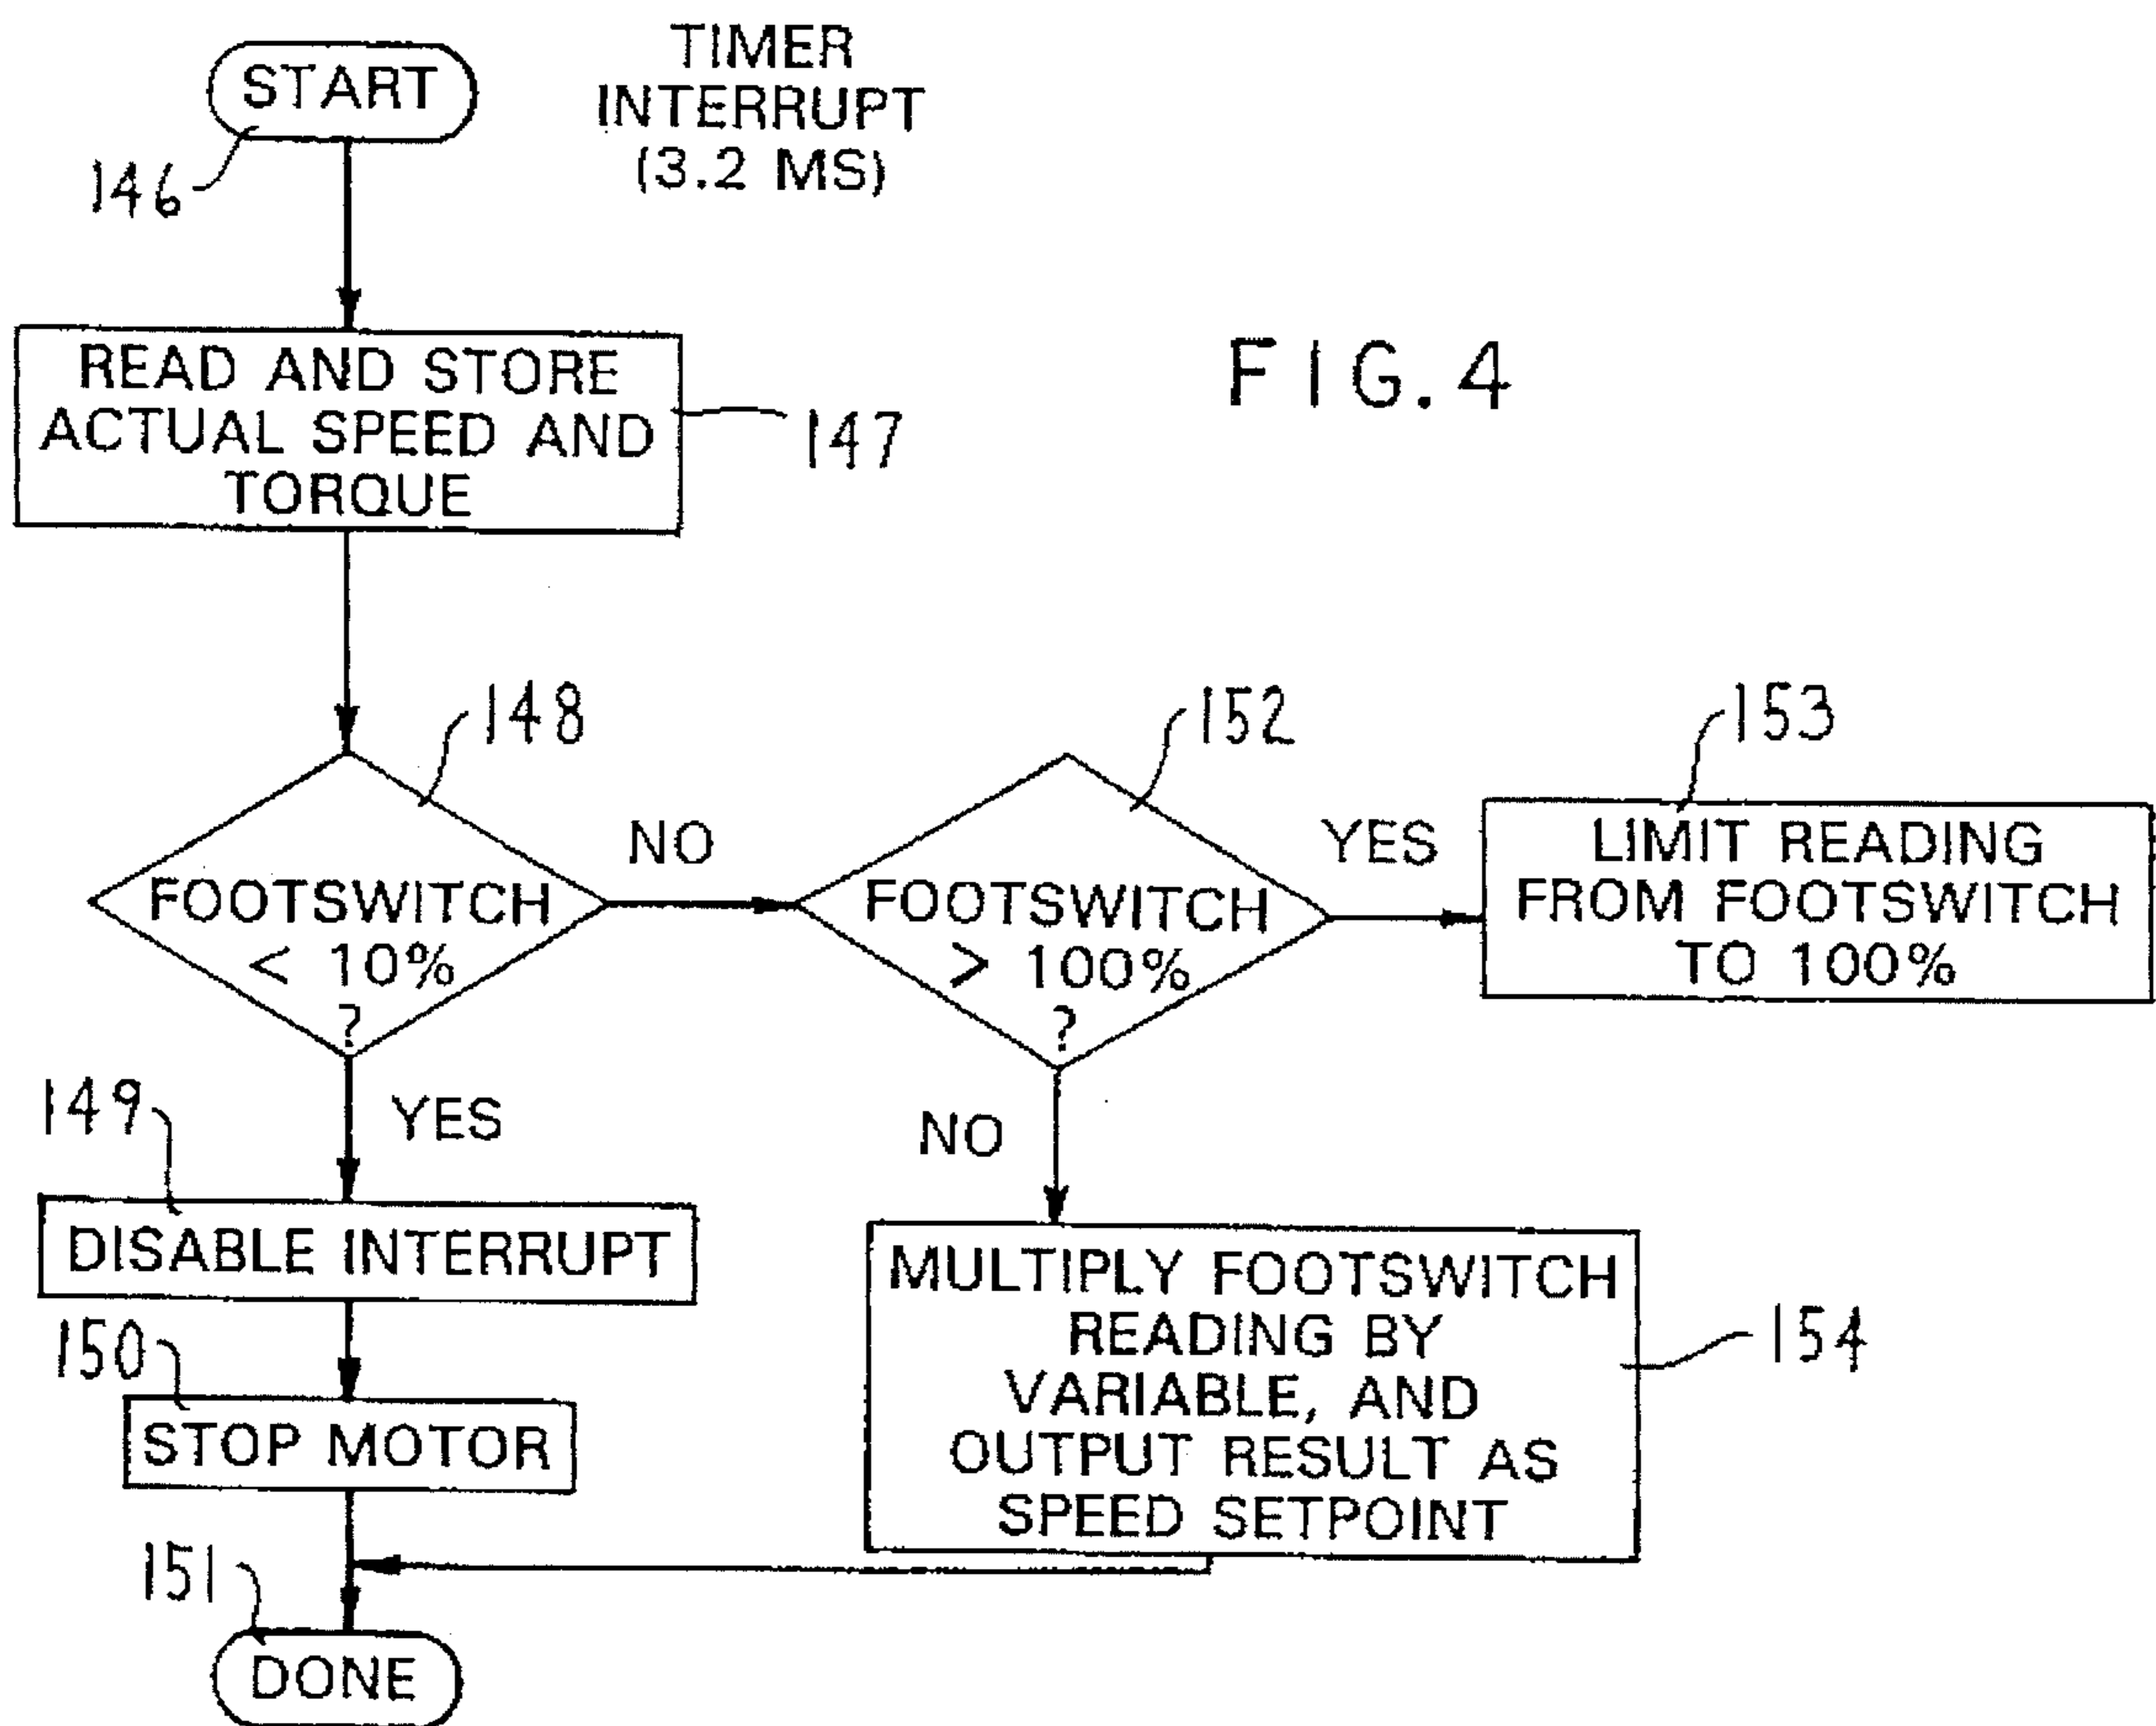 START
TIMER
INTERRUPT
(3.2 MS)
146
READ AND STORE
ACTUAL SPEED AND
TORQUE
147
FIG. 4
148
152
153
FOOTSWITCH
< 10%
?
NO
FOOTSWITCH
> 100%
?
YES
LIMIT READING
FROM FOOTSWITCH
TO 100%
149
YES
NO
DISABLE INTERRUPT
150
STOP MOTOR
MULTIPLY FOOTSWITCH
READING BY
VARIABLE, AND
OUTPUT RESULT AS
SPEED SETPOINT
154
151
DONE